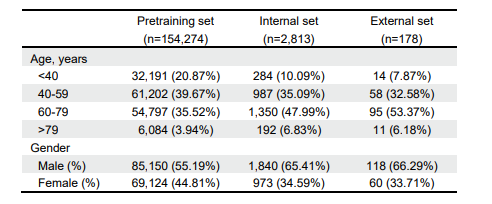 Pretraining set Internal set External set
(n=154,274) (n=2,813) (n=178)
Age, years
<40 32,191 (20.87%) 284 (10.09%) 14 (7.87%)
40-59 61,202 (39.67%) 987 (35.09%) 58 (32.58%)
60-79 54,797 (35.52%) 1,350 (47.99%) 95 (53.37%)
>79 6,084 (3.94%) 192 (6.83%) 11 (6.18%)
Gender
Male (%) 85,150 (55.19%) 1,840 (65.41%) 118 (66.29%)
Female (%) 69,124 (44.81%) 973 (34.59%) 60 (33.71%)